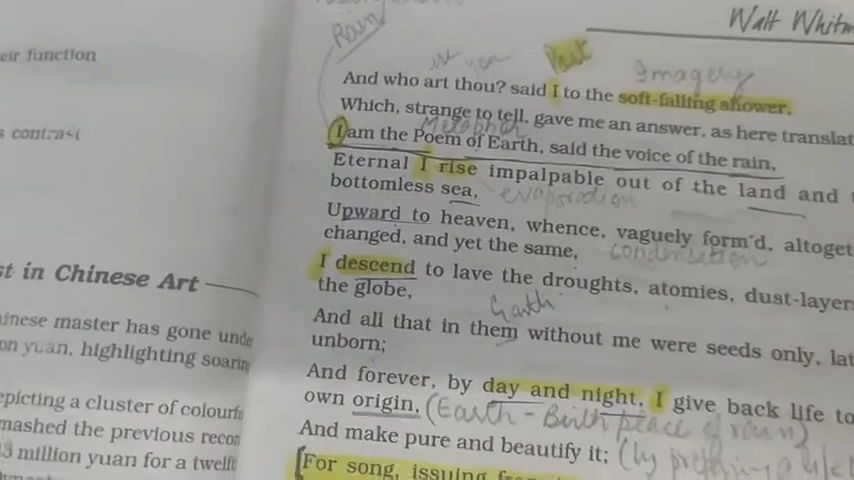 eir function
s contrast
st in Chinese Art
hinese master has gone unde
on yuan, highlighting soaring
epicting a cluster of colourfu
mashed the previous recor
3 million yuan for a twelft
Walt Whitm
Rain
Poet
Imagery
And who art thou? said I to the soft-falling shower,
Which, strange to tell, gave me an answer, as here translat
Metaphor
I am the Poem of Earth, said the voice of the rain,
Eternal I rise impalpable out of the land and t
bottomless sea,
evaporation
Upward to heaven, whence, vaguely form'd, altoget
changed, and yet the same,
condensation
I descend to lave the droughts, atomies, dust-layer
the globe,
Earth
And all that in them without me were seeds only, lat
unborn;
And forever, by day and night, I give back life to
own origin,
(Earth - Birth place of rain)
And make pure and beautify it;
(by
For song, issuing fro